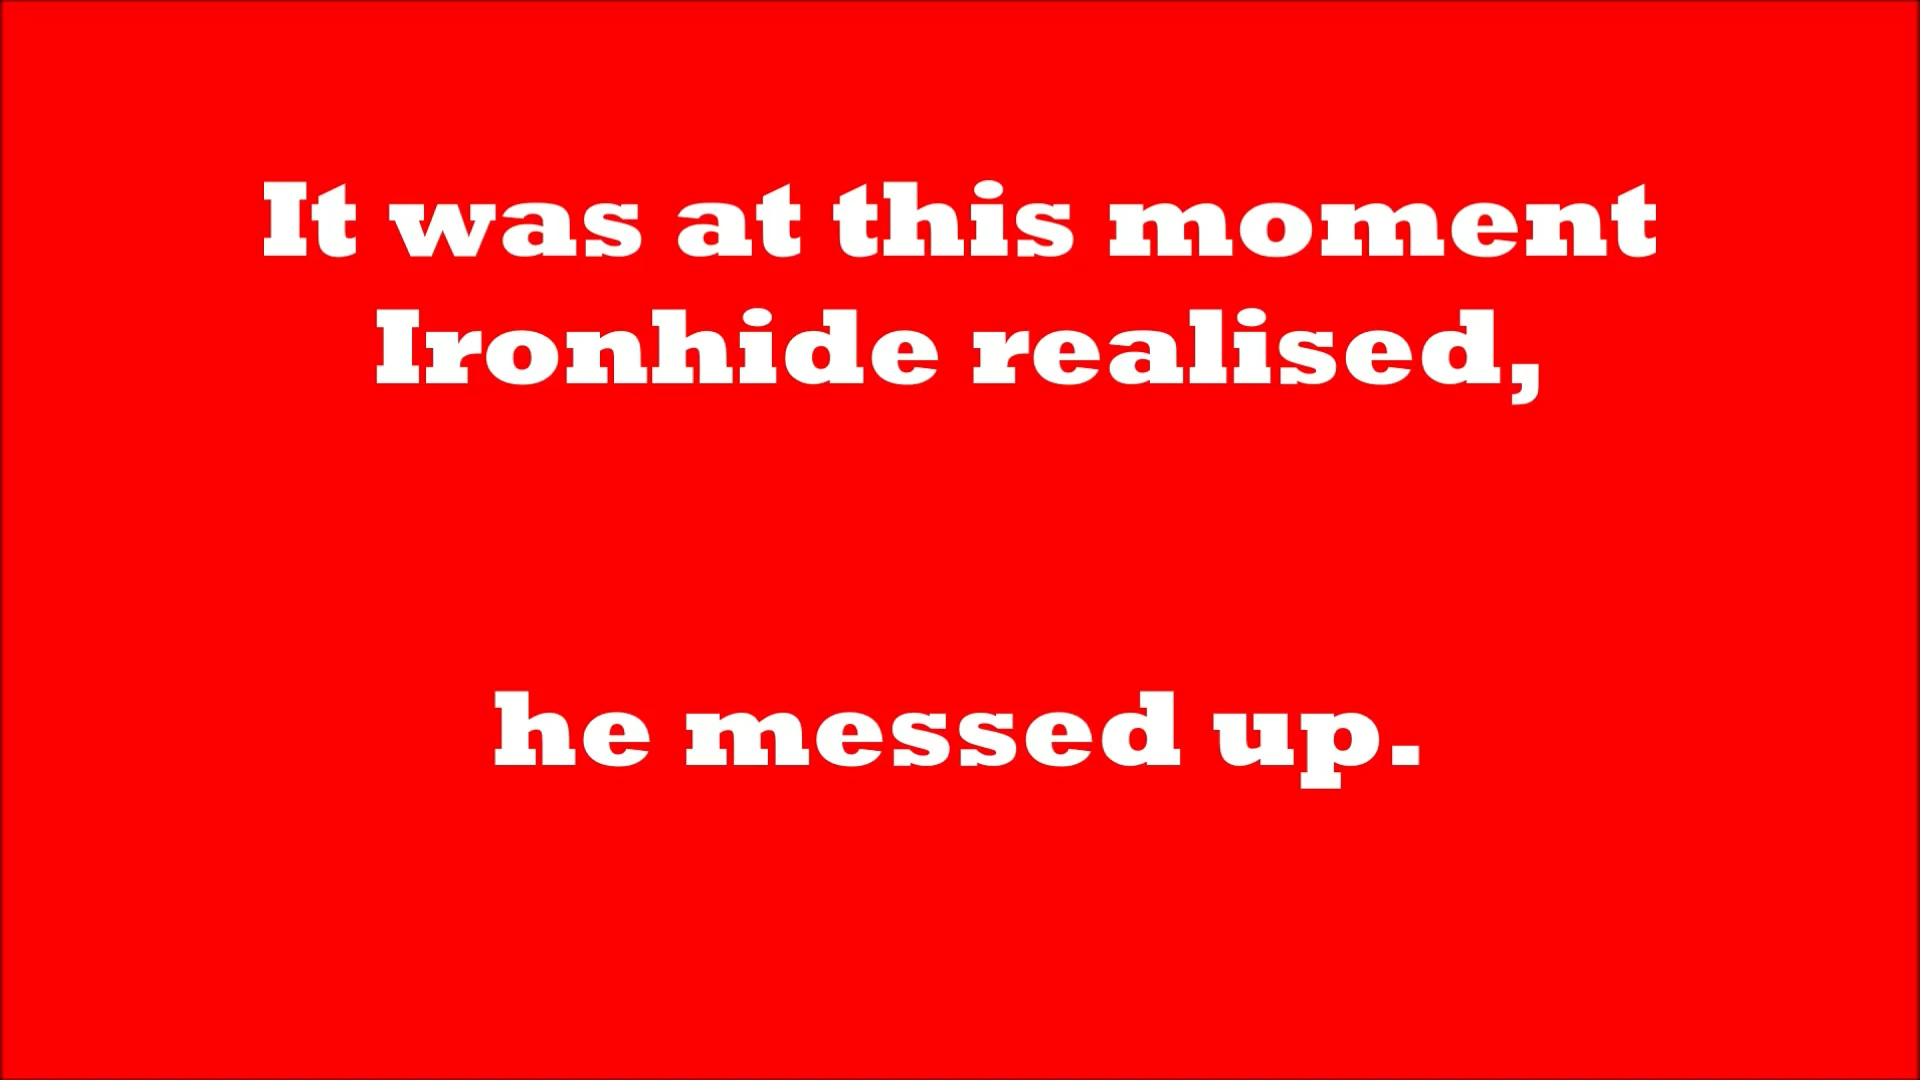 It was at this moment
Ironhide realised,
he messed up.